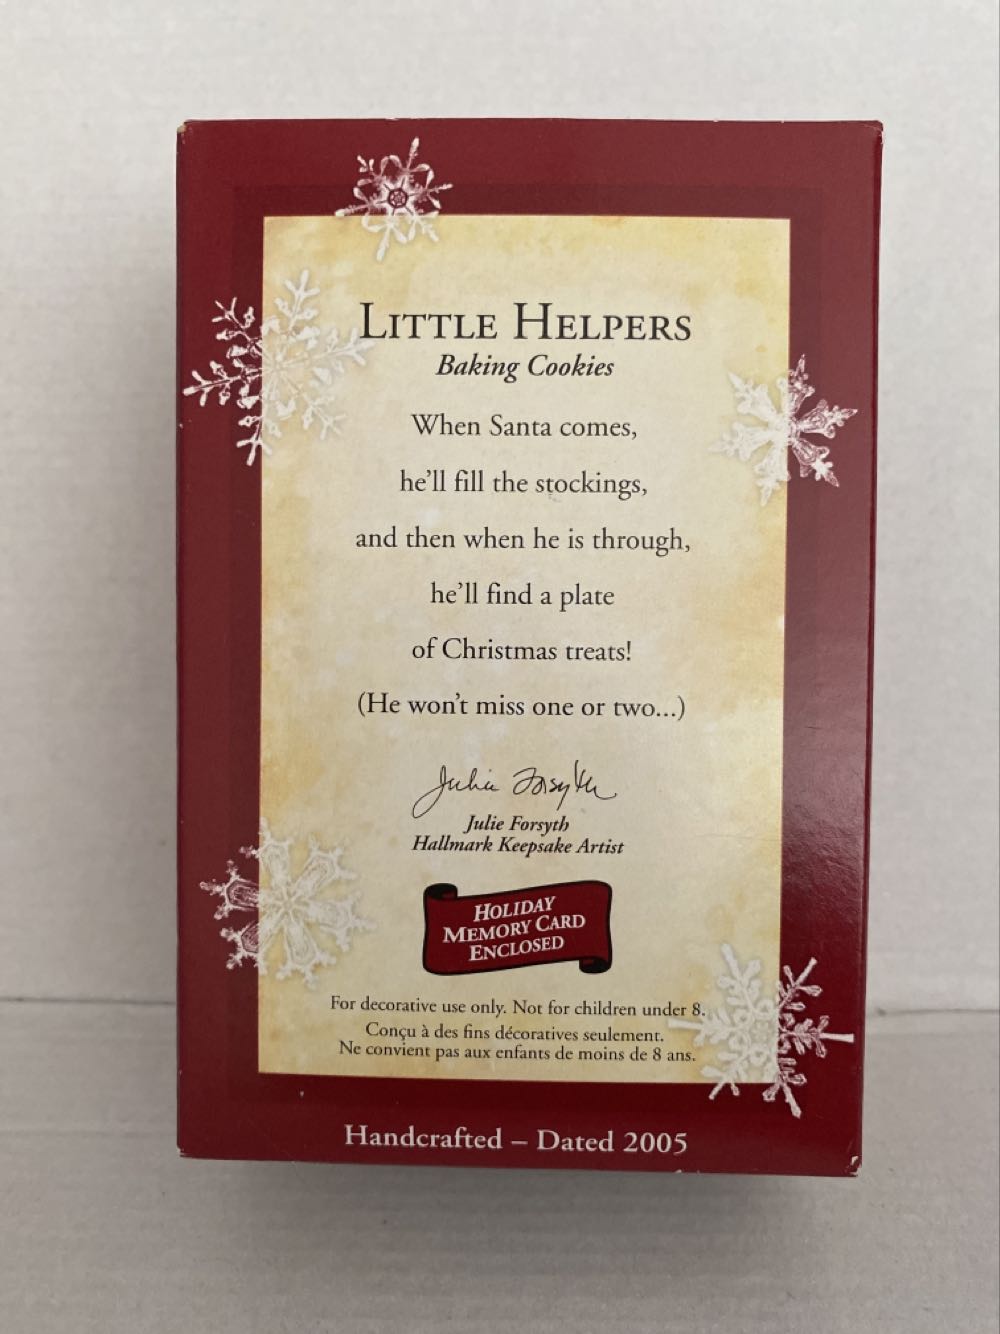 Little Helpers
Baking Cookies
When Santa comes,
he'll fill the stockings,
and then when he is through,
he'll find a plate
of Christmas treats!
(He won't miss one or two...)
Julie Forsyth
Julie Forsyth
Hallmark Keepsake Artist
Holiday
Memory Card
Enclosed
For decorative use only. Not for children under 8.
Conçu à des fins décoratives seulement.
Ne convient pas aux enfants de moins de 8 ans.
Handcrafted – Dated 2005